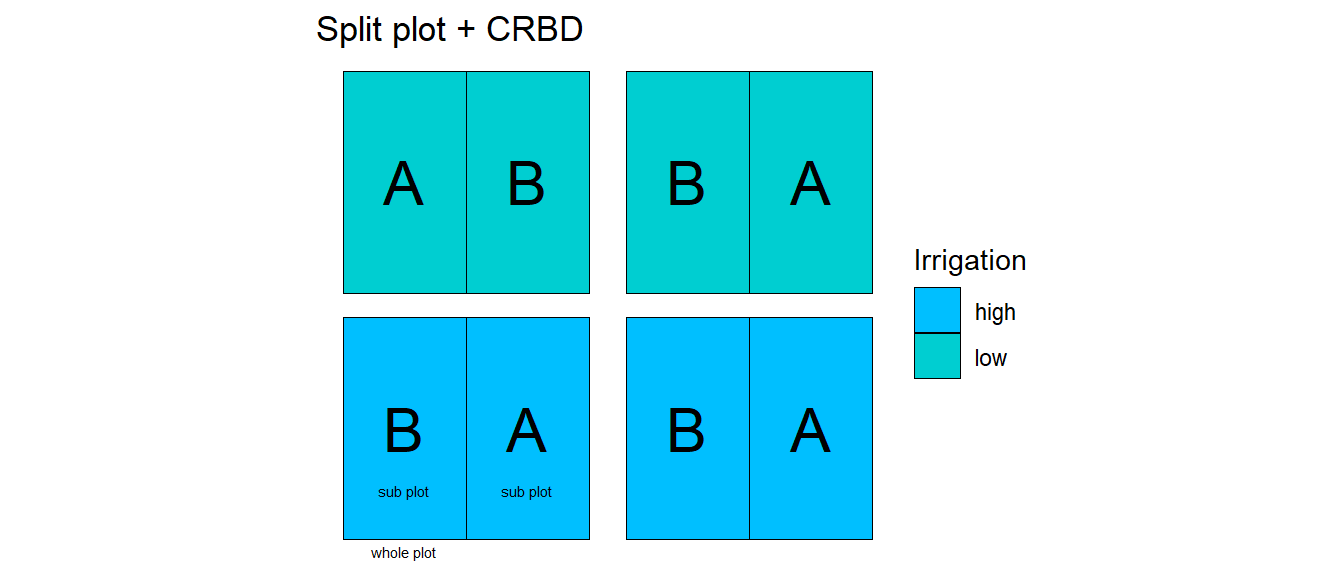 Split plot + CRBD
A B B A
Irrigation
high
low
B A B A
sub plot sub plot
whole plot